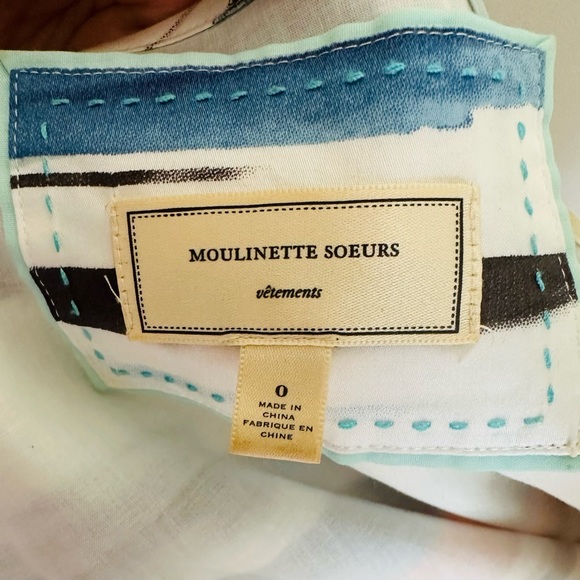 MOULINETTE SOEURS
vêtements
0
MADE IN
CHINA
FABRIQUE EN
CHINE